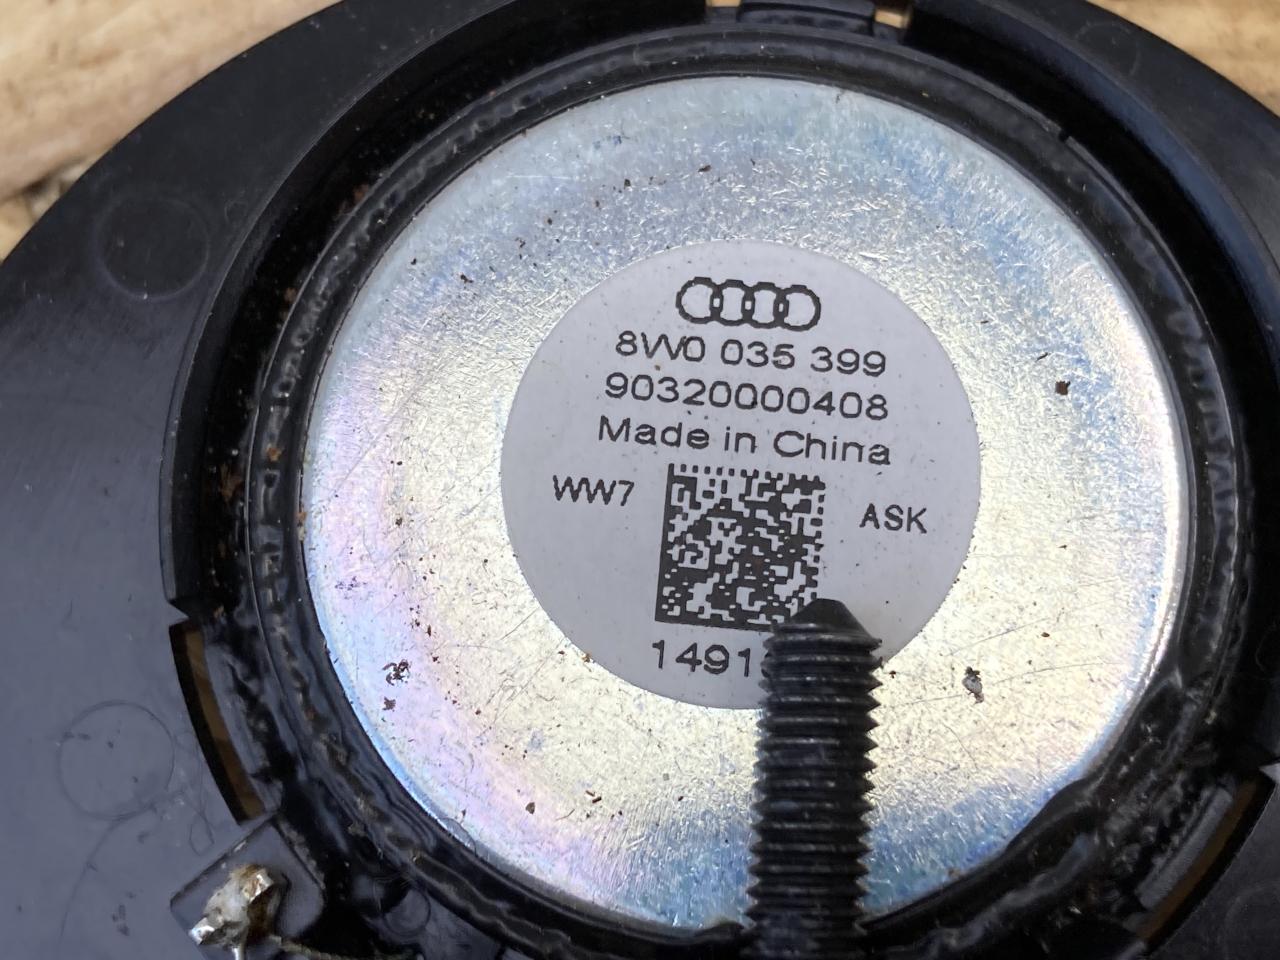 8W0 035 399
90320000408
Made in China
WW7
ASK
1491